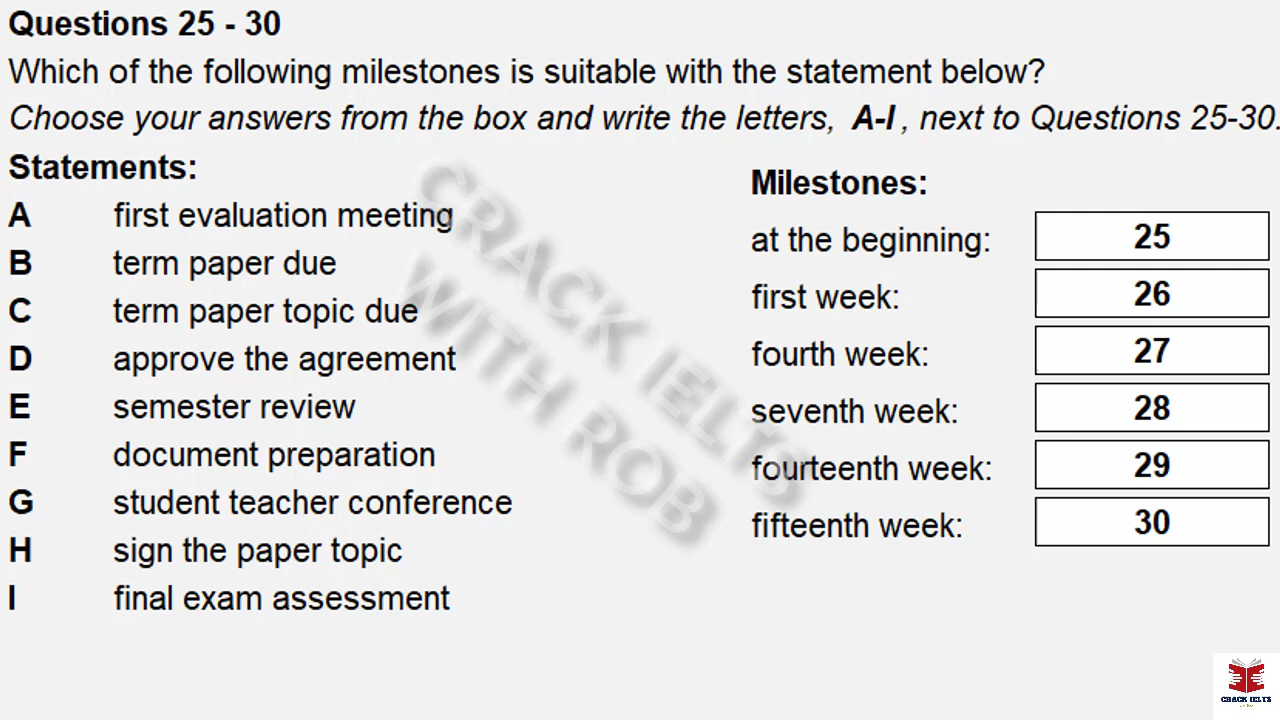 Questions 25 - 30
Which of the following milestones is suitable with the statement below?
Choose your answers from the box and write the letters, A-I , next to Questions 25-30.
Statements:
A first evaluation meeting
B term paper due
C term paper topic due
D approve the agreement
E semester review
F document preparation
G student teacher conference
H sign the paper topic
I final exam assessment
Milestones:
at the beginning: 25
first week: 26
fourth week: 27
seventh week: 28
fourteenth week: 29
fifteenth week: 30
CRACK IELTS
WITH ROB
CRACK IELTS